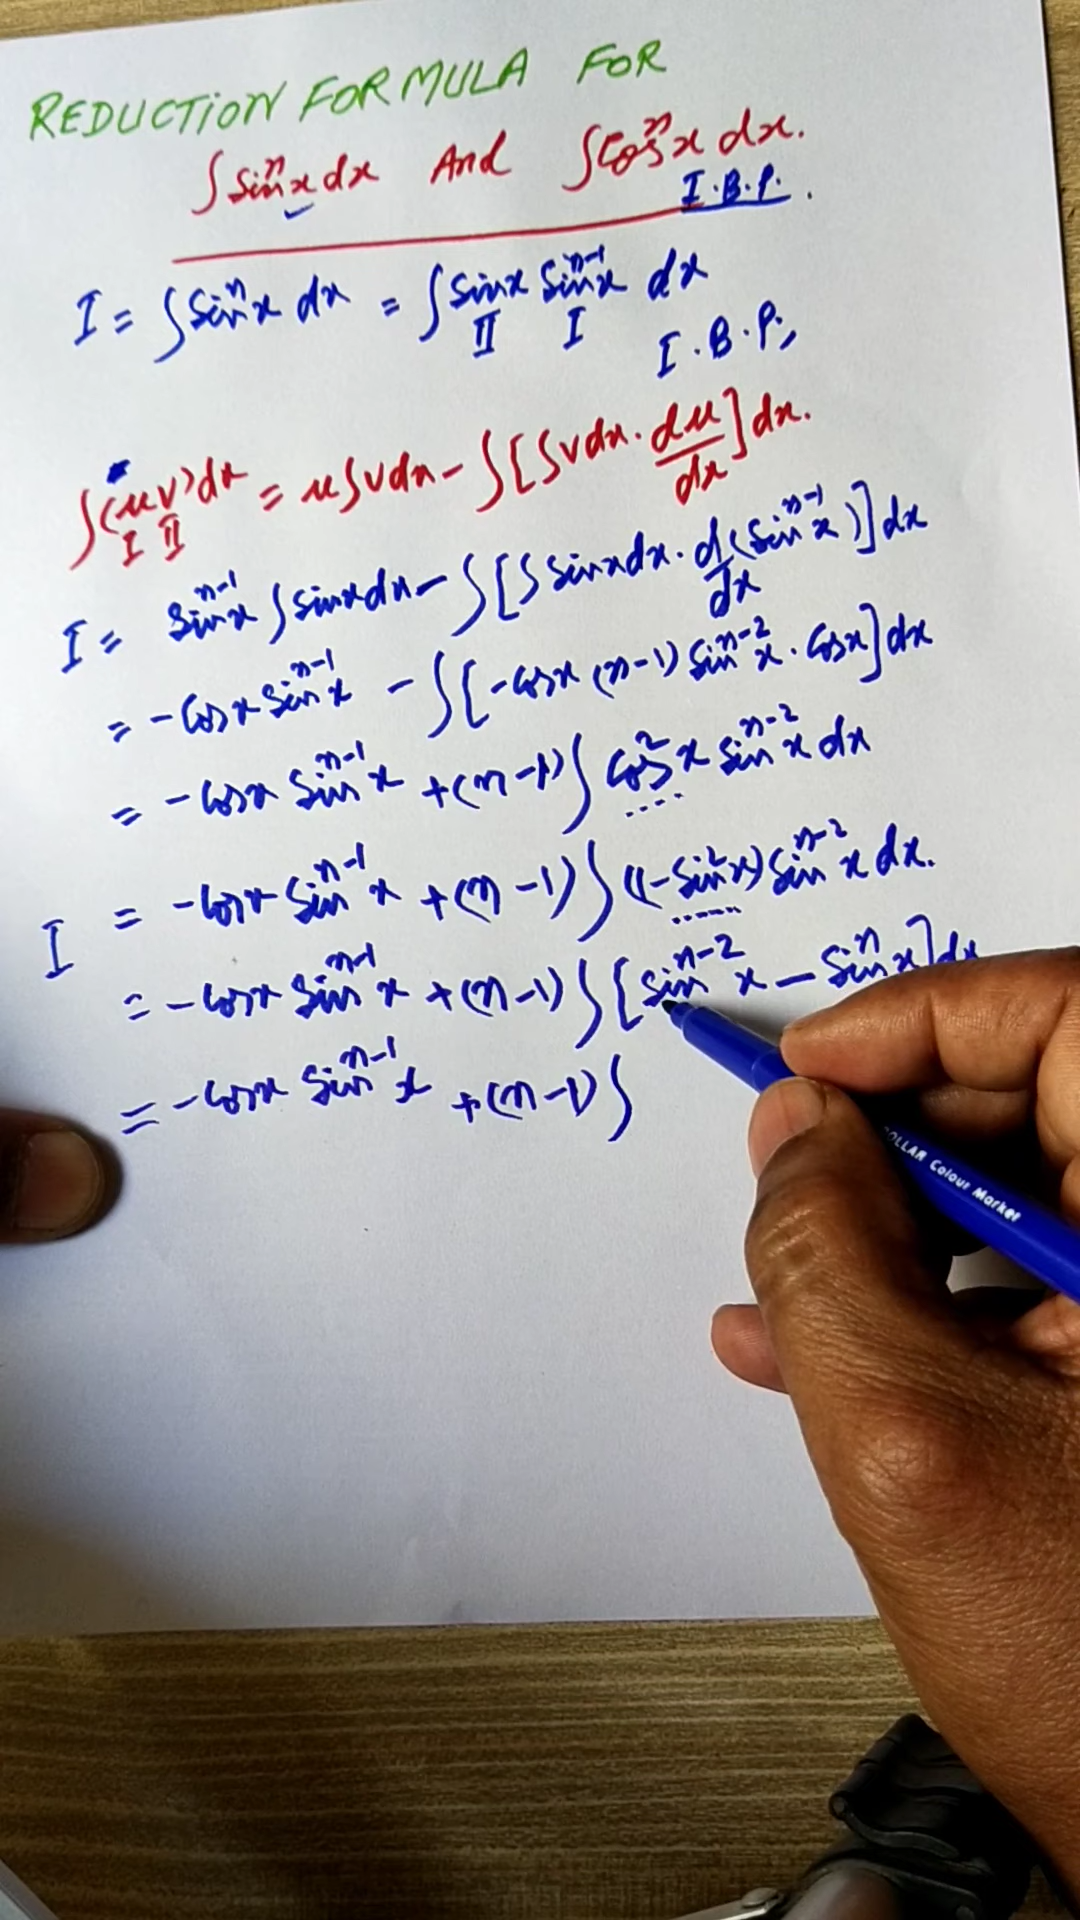 REDUCTION FORMULA FOR
∫ sinⁿx dx And ∫ cosⁿx dx.
I.B.P.
I = ∫ sinⁿx dx = ∫ sinx sinⁿ⁻¹x dx
II I I.B.P.,
∫(uv)dx = u∫vdx - ∫[∫vdx. du/dx]dx.
I II
I = sinⁿ⁻¹x ∫ sinxdx - ∫[∫ sinxdx. d/dx (sinⁿ⁻¹x)]dx
= -cosx sinⁿ⁻¹x - ∫[-cosx (n-1) sinⁿ⁻²x . cosx]dx
= -cosx sinⁿ⁻¹x +(n-1)∫ cos²x sinⁿ⁻²x dx
I = -cosx sinⁿ⁻¹x +(n-1)∫ (1-sin²x) sinⁿ⁻²x dx.
= -cosx sinⁿ⁻¹x +(n-1)∫[sinⁿ⁻²x - sinⁿx]dx
= -cosx sinⁿ⁻¹x +(n-1)∫
DOLLAR Colour Marker